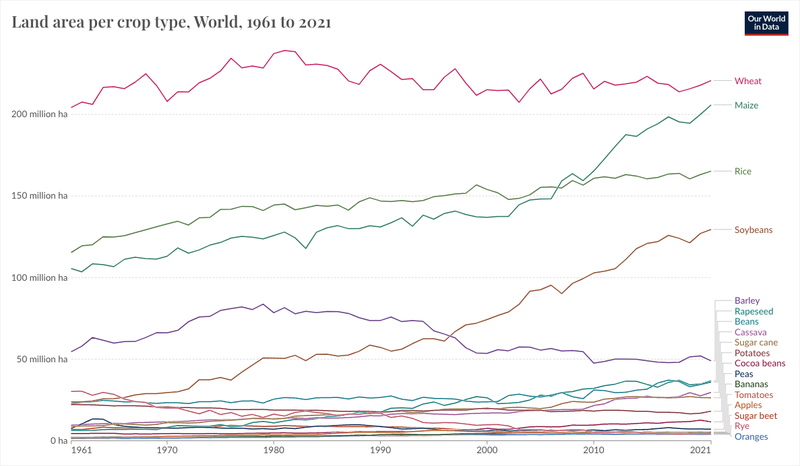 Land area per crop type, World, 1961 to 2021
Our World
in Data
Wheat
Maize
200 million ha
Rice
150 million ha
Soybeans
100 million ha
Barley
Rapeseed
Beans
Cassava
Sugar cane
50 million ha
Potatoes
Cocoa beans
Peas
Bananas
Tomatoes
Apples
Sugar beet
Rye
Oranges
0 ha
1961
1970
1980
1990
2000
2010
2021